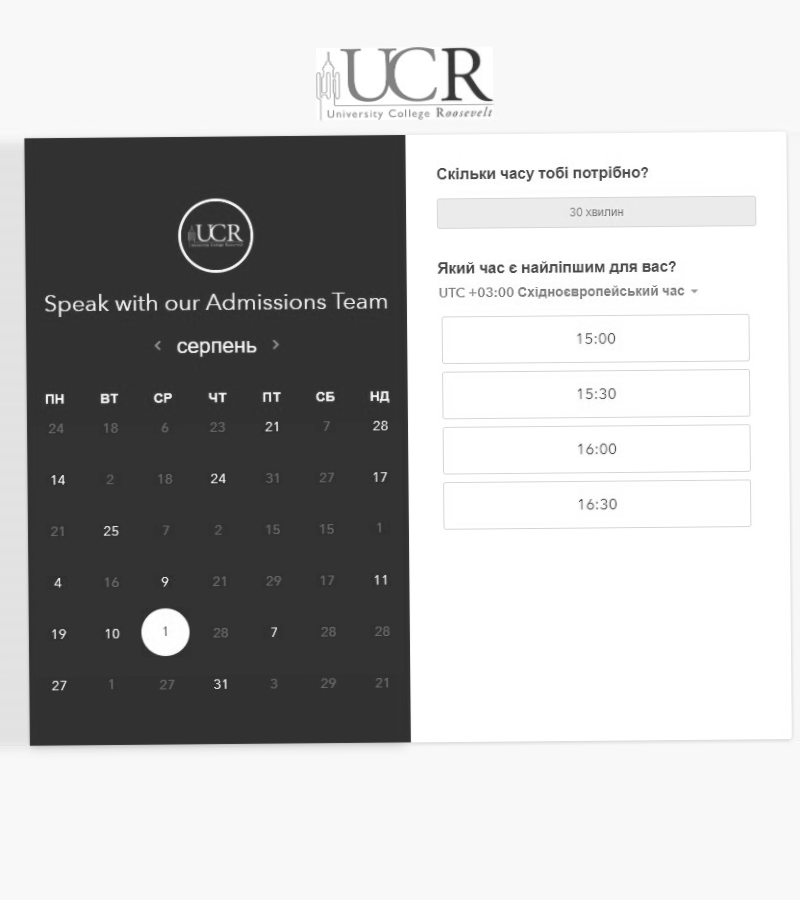 UCR
University College Roosevelt
UCR
Speak with our Admissions Team
серпень
ПН ВТ СР ЧТ ПТ СБ НД
24 18 6 23 21 7 28
14 2 18 24 31 27 17
21 25 7 2 15 15 1
4 16 9 21 29 17 11
19 10 1 28 7 28 28
27 1 27 31 3 29 21
Скільки часу тобі потрібно?
30 хвилин
Який час є найліпшим для вас?
UTC +03:00 Східноєвропейський час
15:00
15:30
16:00
16:30